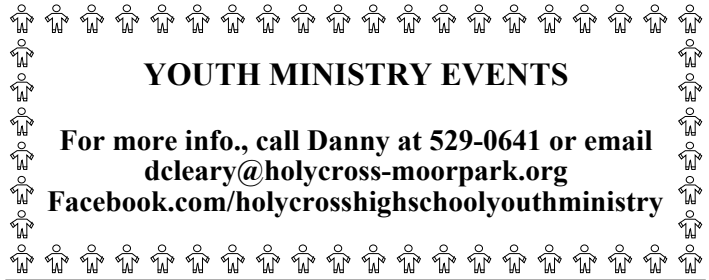 YOUTH MINISTRY EVENTS
For more info., call Danny at 529-0641 or email
dcleary@holycross-moorpark.org
Facebook.com/holycrosshighschoolyouthministry